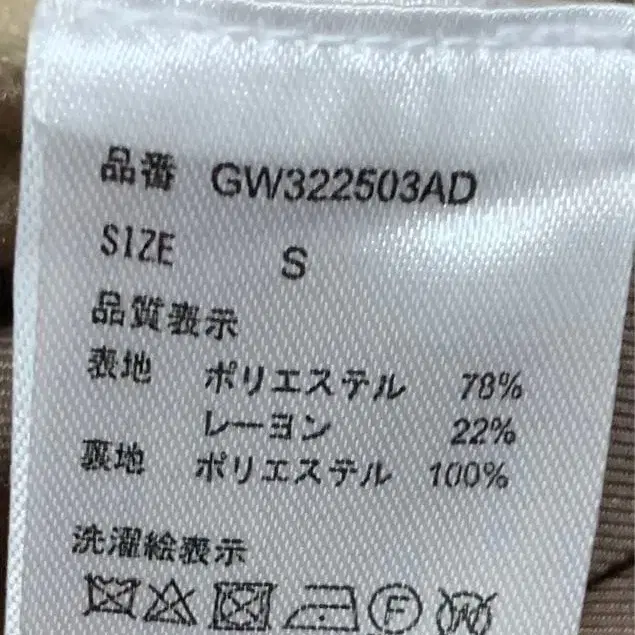 品番 GW322503AD
SIZE S
品質表示
表地 ポリエステル 78%
レーヨン 22%
裏地 ポリエステル 100%
洗濯絵表示
F W